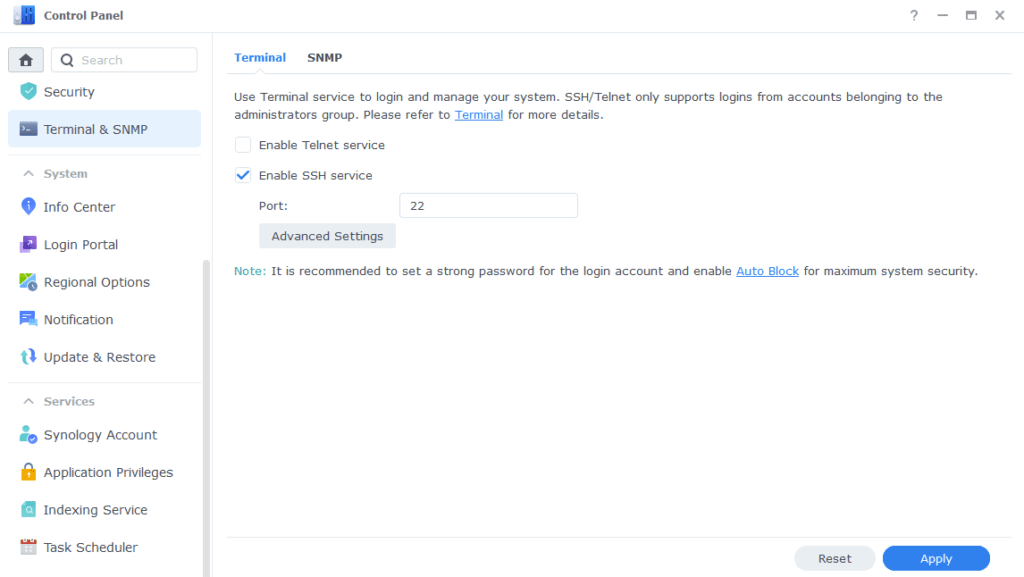 Control Panel
?
Search
Security
Terminal & SNMP
System
Info Center
Login Portal
Regional Options
Notification
Update & Restore
Services
Synology Account
Application Privileges
Indexing Service
Task Scheduler
Terminal SNMP
Use Terminal service to login and manage your system. SSH/Telnet only supports logins from accounts belonging to the
administrators group. Please refer to Terminal for more details.
Enable Telnet service
Enable SSH service
Port: 22
Advanced Settings
Note: It is recommended to set a strong password for the login account and enable Auto Block for maximum system security.
Reset Apply